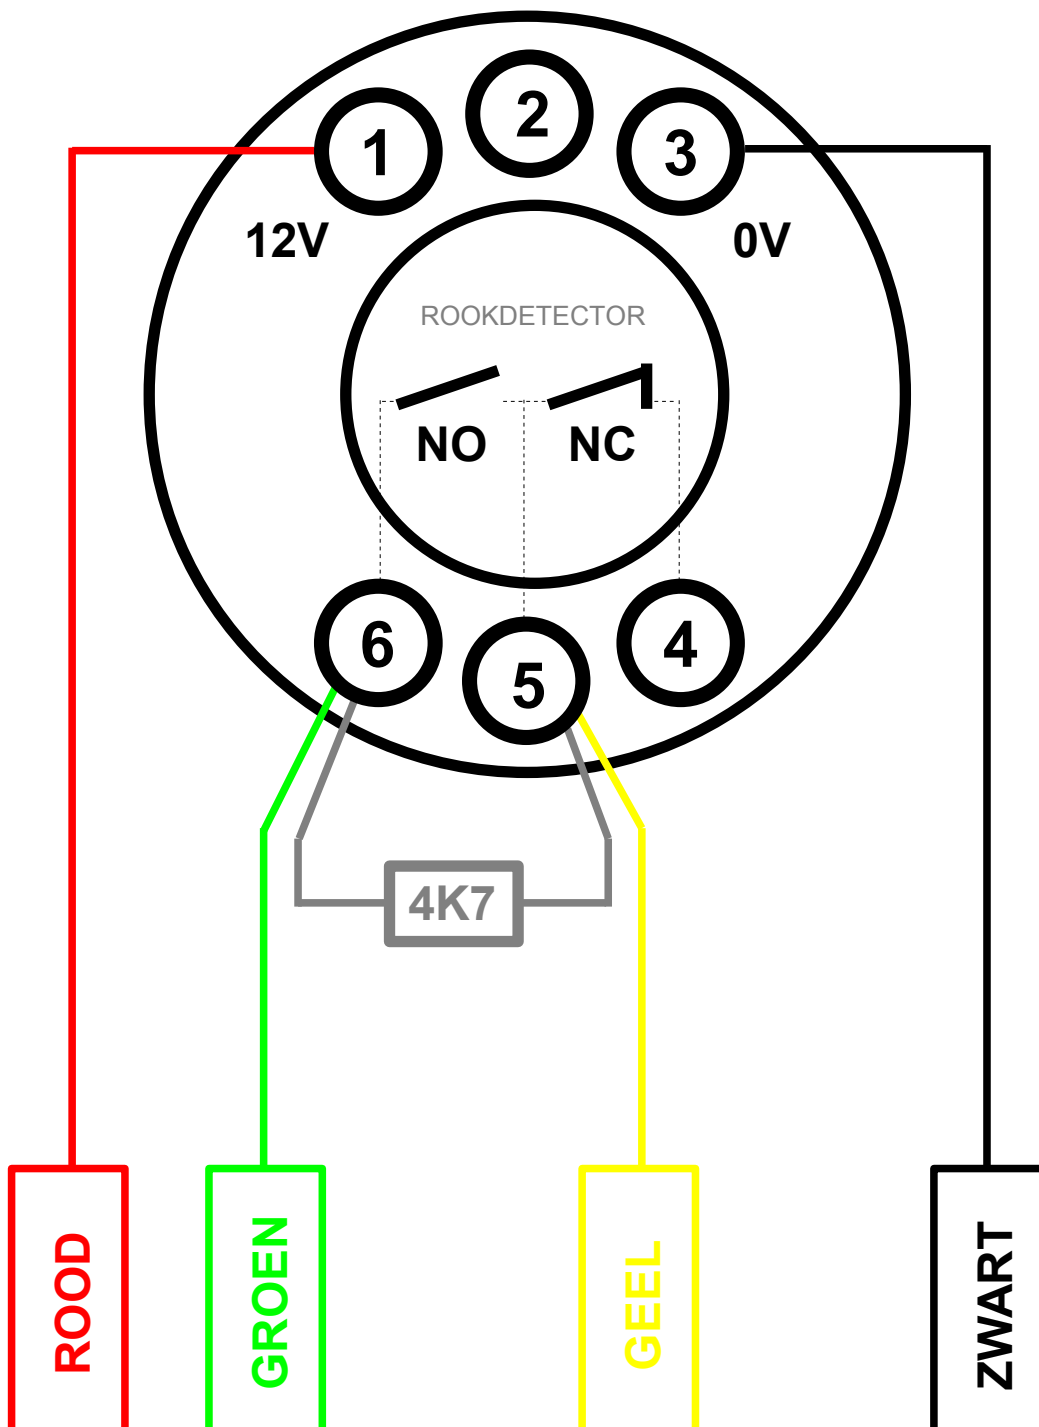 2
1
3
12V
0V
ROOKDETECTOR
NO
NC
6
5
4
4K7
ROOD
GROEN
GEEL
ZWART